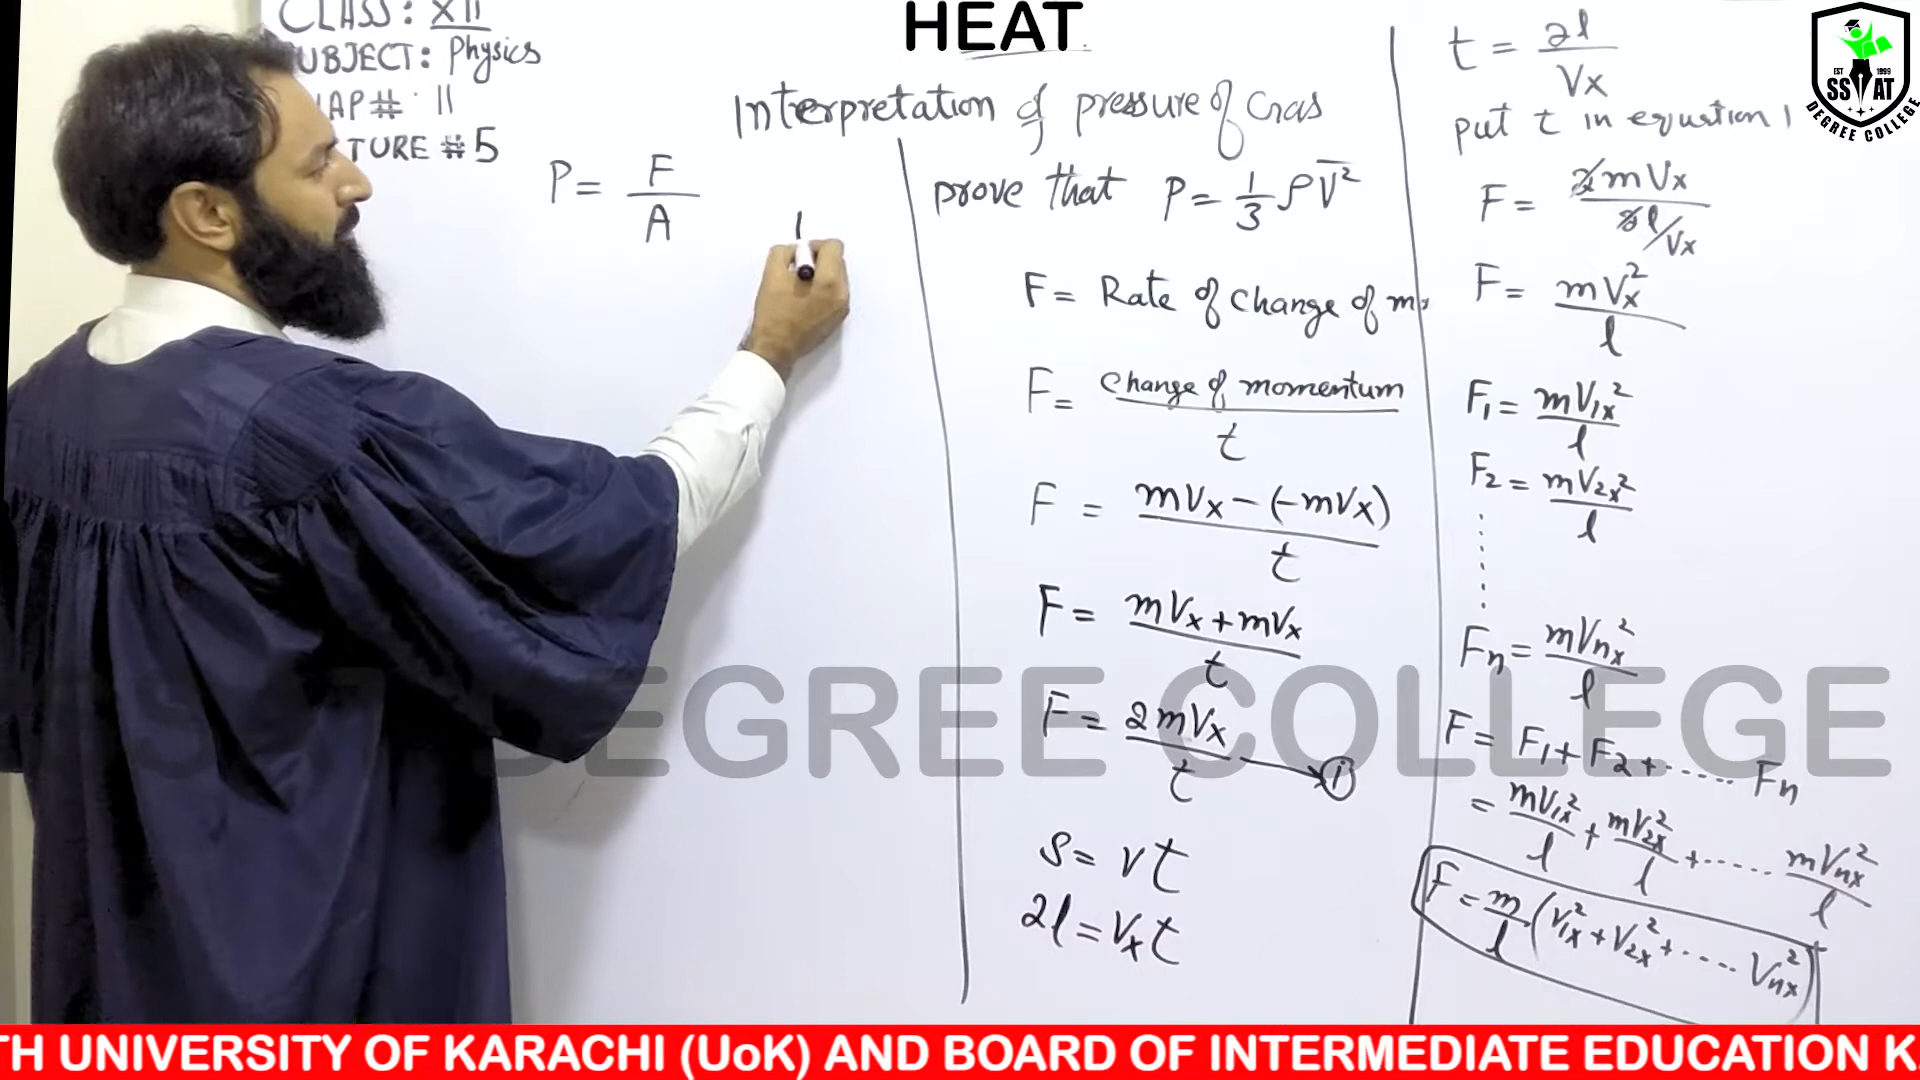 HEAT
CLASS: XII
SUBJECT: Physics
CHAP# 11
LECTURE #5
Interpretation of pressure of Gas
P = F/A
prove that P = 1/3 ρ V̅²
F = Rate of change of m
F = change of momentum / t
F = mVx - (-mVx) / t
F = mVx + mVx / t
F = 2mVx / t → (i)
S = vt
2l = Vx t
t = 2l / Vx
put t in equation 1
F = 2mVx / 2l/Vx
F = mVx² / l
F1 = mV1x² / l
F2 = mV2x² / l
Fn = mVnx² / l
F = F1 + F2 + ...... Fn
= mV1x²/l + mV2x²/l + ...... mVnx²/l
F = m/l (V1x² + V2x² + ..... Vnx²)
EST 1999
SS AT
DEGREE COLLEGE
DEGREE COLLEGE
TH UNIVERSITY OF KARACHI (UoK) AND BOARD OF INTERMEDIATE EDUCATION K